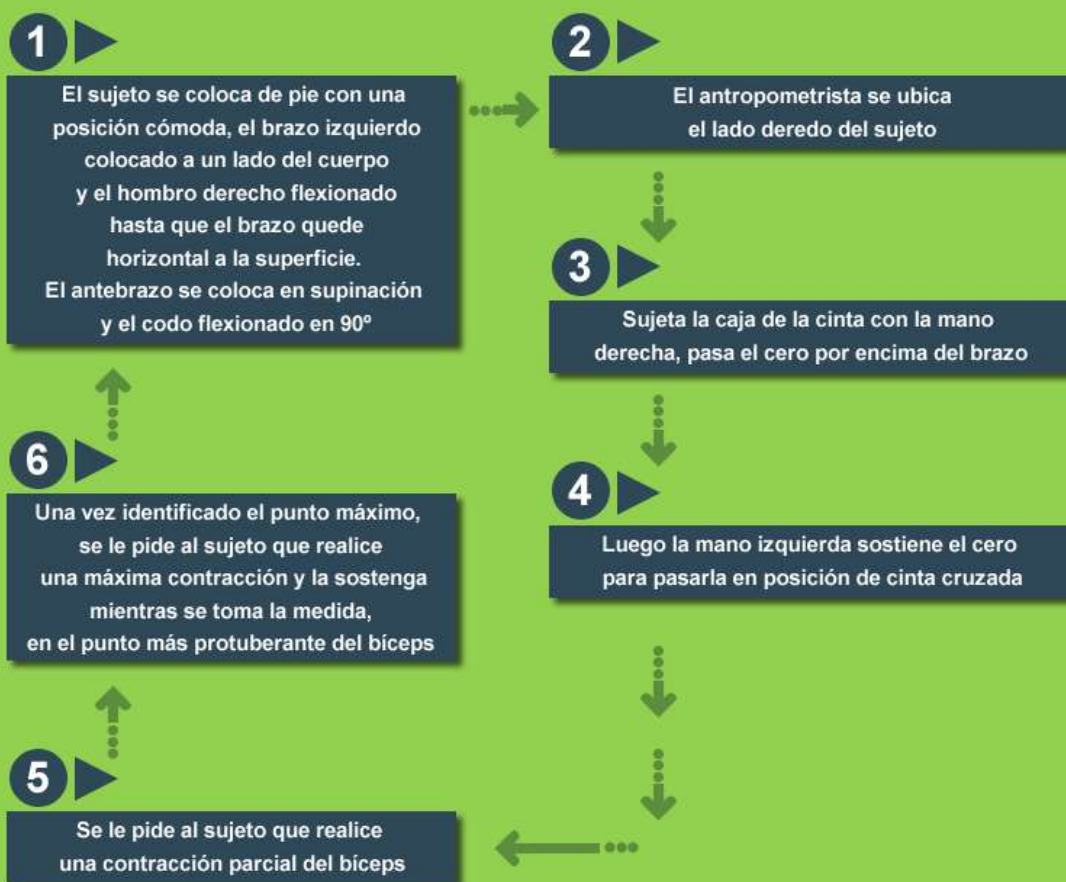 1
El sujeto se coloca de pie con una
posición cómoda, el brazo izquierdo
colocado a un lado del cuerpo
y el hombro derecho flexionado
hasta que el brazo quede
horizontal a la superficie.
El antebrazo se coloca en supinación
y el codo flexionado en 90º
2
El antropometrista se ubica
el lado deredo del sujeto
3
Sujeta la caja de la cinta con la mano
derecha, pasa el cero por encima del brazo
4
Luego la mano izquierda sostiene el cero
para pasarla en posición de cinta cruzada
5
Se le pide al sujeto que realice
una contracción parcial del bíceps
6
Una vez identificado el punto máximo,
se le pide al sujeto que realice
una máxima contracción y la sostenga
mientras se toma la medida,
en el punto más protuberante del bíceps